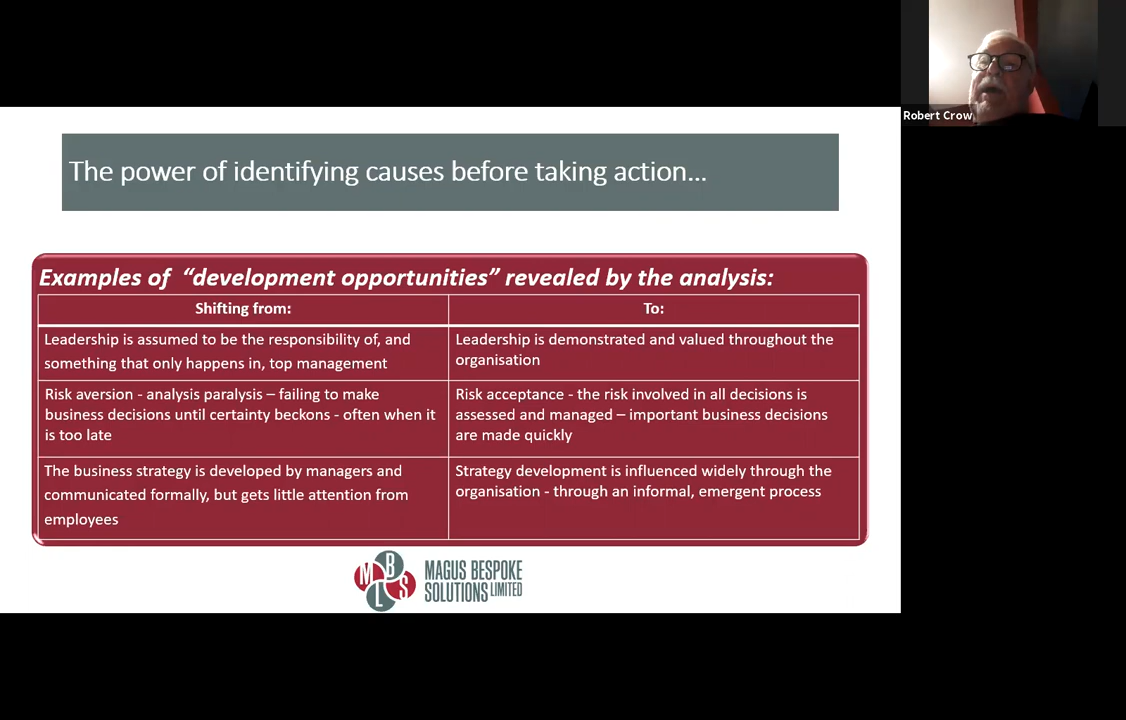 Robert Crow
The power of identifying causes before taking action...
Examples of “development opportunities” revealed by the analysis:
Shifting from:
To:
Leadership is assumed to be the responsibility of, and
something that only happens in, top management
Leadership is demonstrated and valued throughout the
organisation
Risk aversion - analysis paralysis – failing to make
business decisions until certainty beckons - often when it
is too late
Risk acceptance - the risk involved in all decisions is
assessed and managed – important business decisions
are made quickly
The business strategy is developed by managers and
communicated formally, but gets little attention from
employees
Strategy development is influenced widely through the
organisation - through an informal, emergent process
M B L S
MAGUS BESPOKE
SOLUTIONS LIMITED